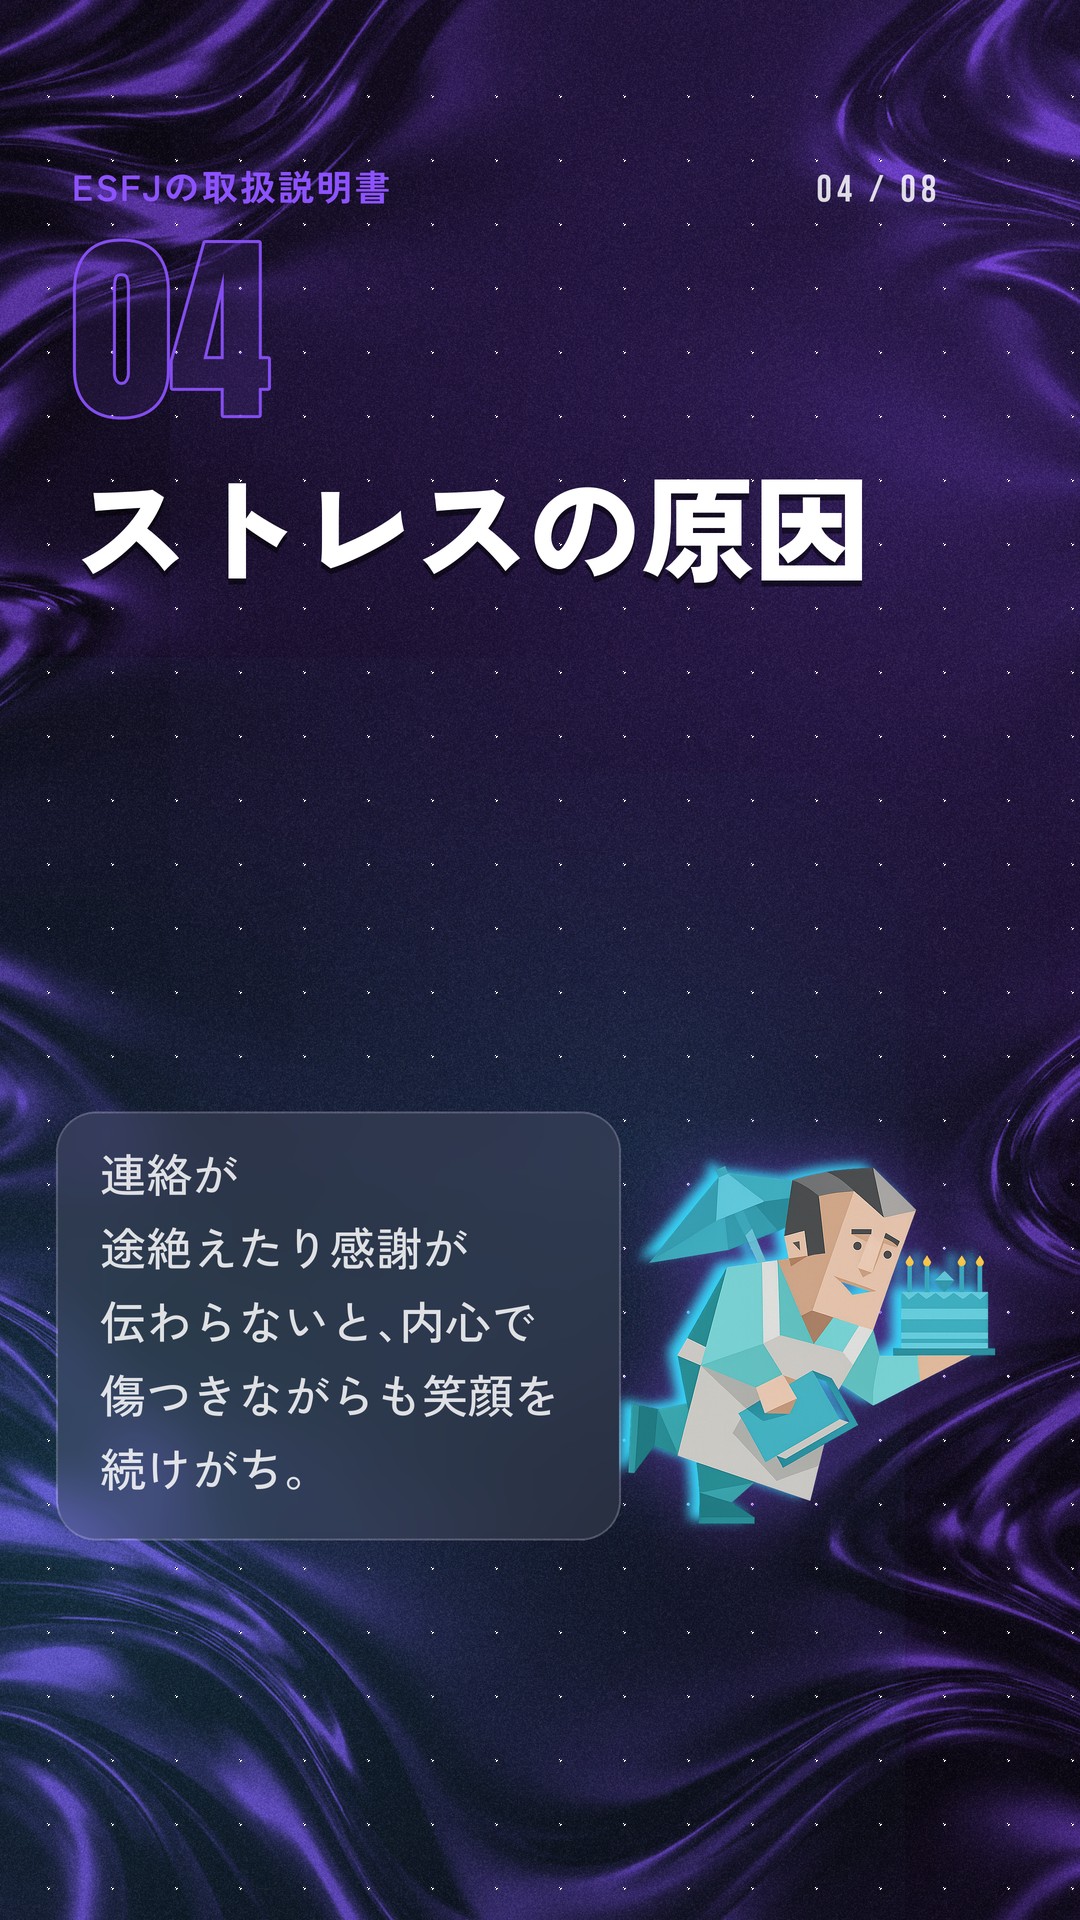 ESFJの取扱説明書
04 / 08
04
ストレスの原因
連絡が
途絶えたり感謝が
伝わらないと、内心で
傷つきながらも笑顔を
続けがち。